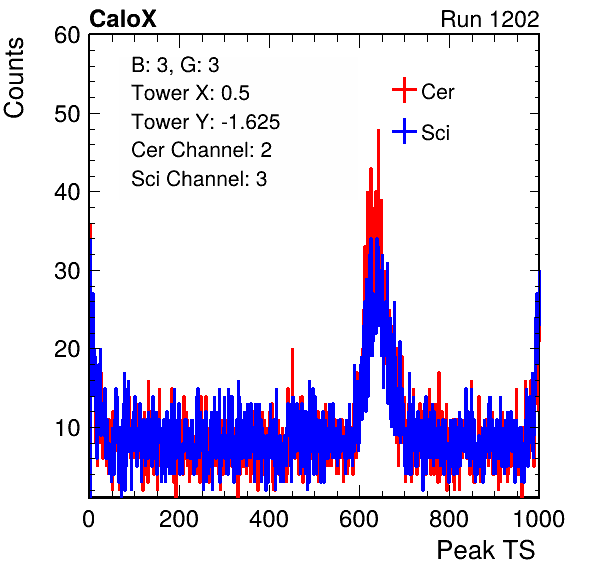 CaloX Run 1202
Counts
60
50
40
30
20
10
B: 3, G: 3
Tower X: 0.5
Tower Y: -1.625
Cer Channel: 2
Sci Channel: 3
Cer
Sci
0 200 400 600 800 1000
Peak TS